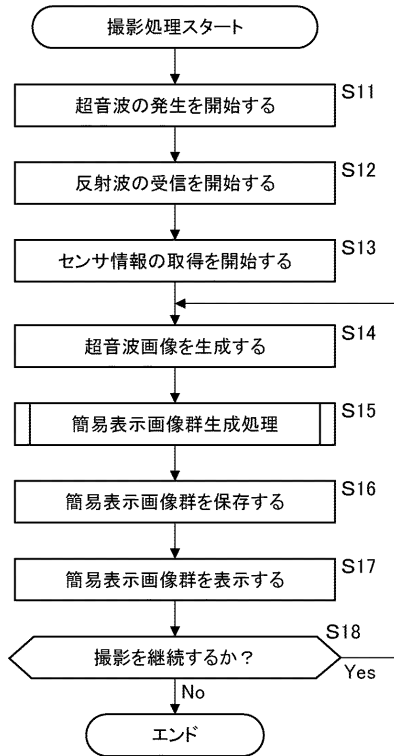 撮影処理スタート
S11
超音波の発生を開始する
S12
反射波の受信を開始する
S13
センサ情報の取得を開始する
S14
超音波画像を生成する
S15
簡易表示画像群生成処理
S16
簡易表示画像群を保存する
S17
簡易表示画像群を表示する
S18
撮影を継続するか?
Yes
No
エンド